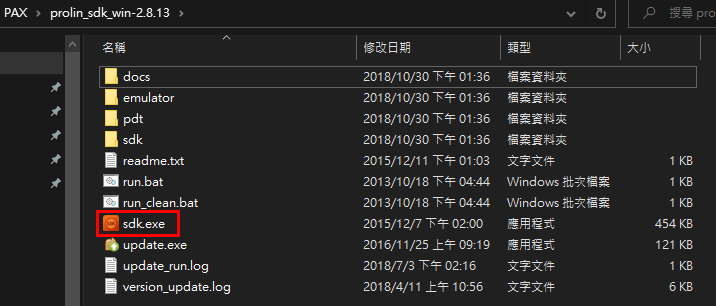 PAX > prolin_sdk_win-2.8.13 搜尋 pro
名稱 修改日期 類型 大小
docs 2018/10/30 下午 01:36 檔案資料夾
emulator 2018/10/30 下午 01:36 檔案資料夾
pdt 2018/10/30 下午 01:36 檔案資料夾
sdk 2018/10/30 下午 01:36 檔案資料夾
readme.txt 2015/12/11 下午 01:03 文字文件 1 KB
run.bat 2013/10/18 下午 04:44 Windows 批次檔案 1 KB
run_clean.bat 2013/10/18 下午 04:44 Windows 批次檔案 1 KB
sdk.exe 2015/12/7 下午 02:00 應用程式 454 KB
update.exe 2016/11/25 上午 09:19 應用程式 121 KB
update_run.log 2018/7/3 下午 02:16 文字文件 1 KB
version_update.log 2018/4/11 上午 10:56 文字文件 6 KB